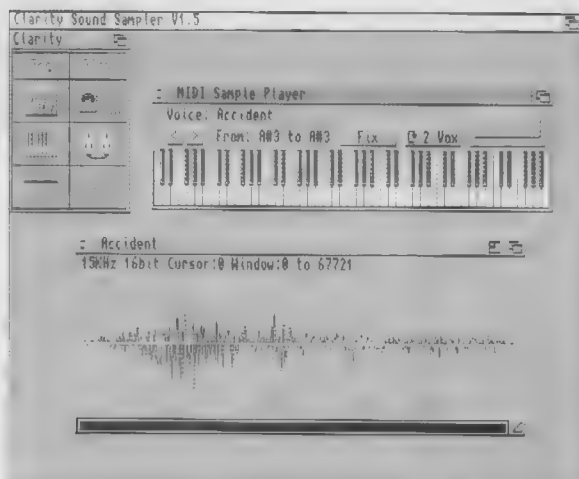 Clarity Sound Sampler V1.5
Clarity
MIDI Sample Player
Voice: Accident
< > From: A#3 to A#3 Fix 2 Vox
Accident
15KHz 16bit Cursor:0 Window:0 to 67721